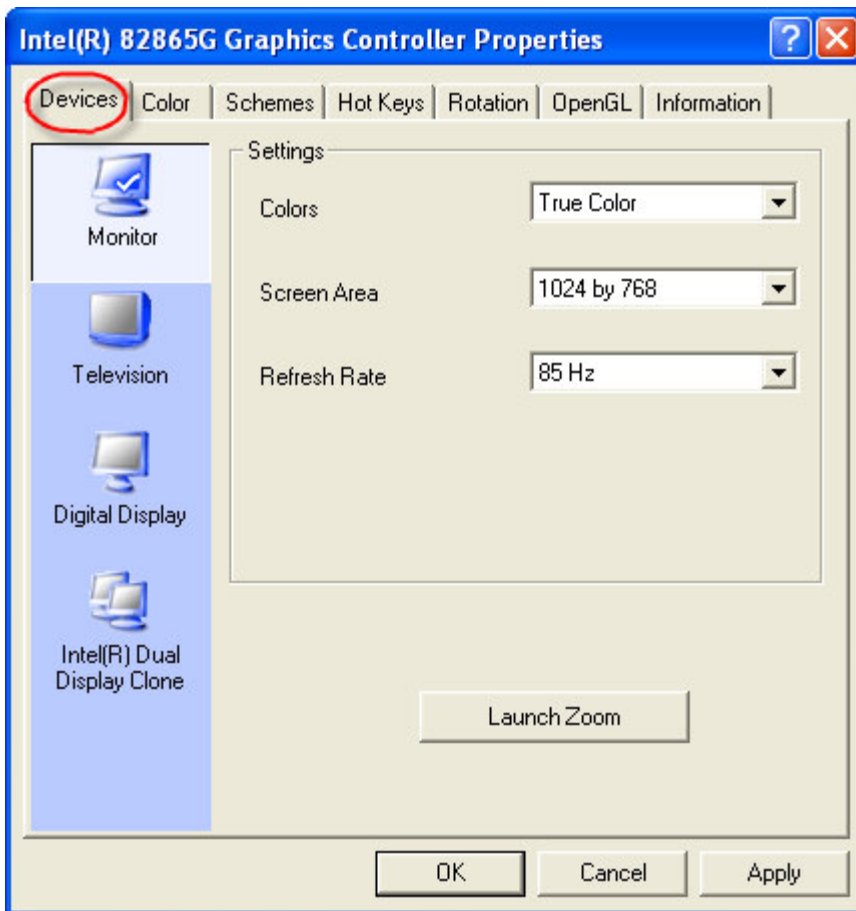 Intel(R) 82865G Graphics Controller Properties
Devices Color Schemes Hot Keys Rotation OpenGL Information
Monitor
Television
Digital Display
Intel(R) Dual
Display Clone
Settings
Colors True Color
Screen Area 1024 by 768
Refresh Rate 85 Hz
Launch Zoom
OK Cancel Apply